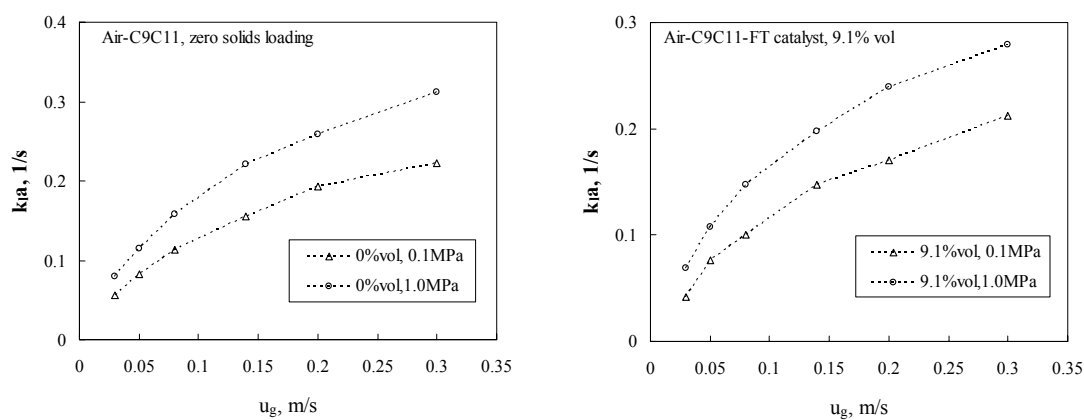 0.4
0.3
0.2
0.1
0
k_la, 1/s
Air-C9C11, zero solids loading
0%vol, 0.1MPa
0%vol,1.0MPa
0 0.05 0.1 0.15 0.2 0.25 0.3 0.35
u_g, m/s
0.3
0.2
0.1
0
k_la, 1/s
Air-C9C11-FT catalyst, 9.1% vol
9.1%vol, 0.1MPa
9.1%vol,1.0MPa
0 0.05 0.1 0.15 0.2 0.25 0.3 0.35
u_g, m/s